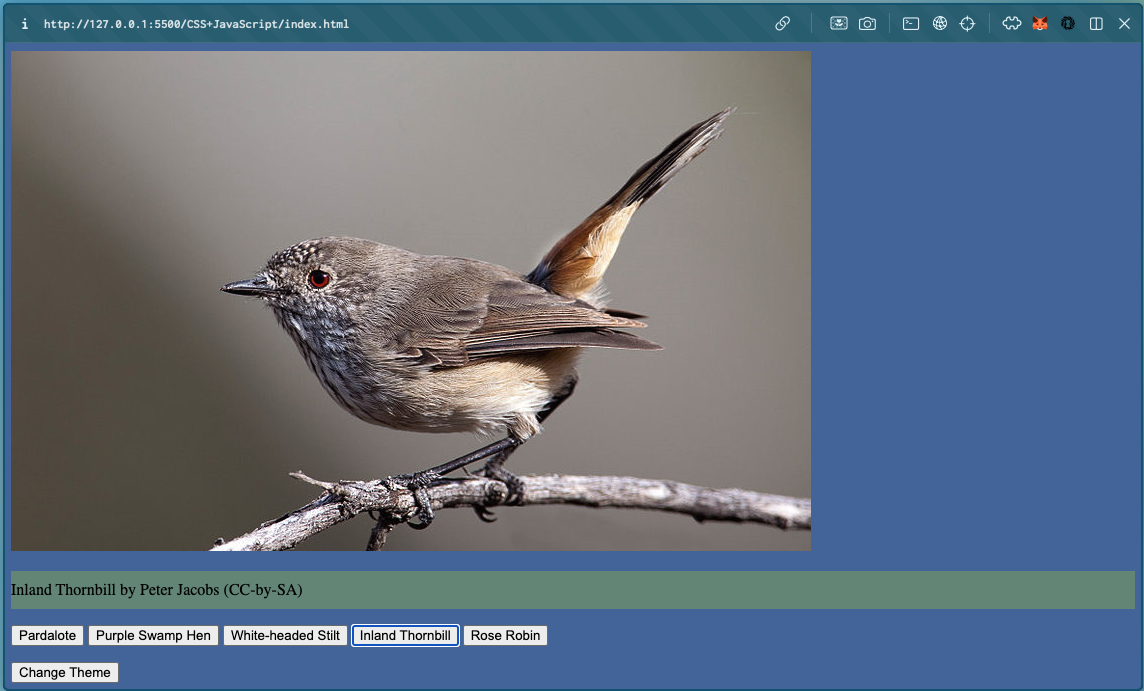 http://127.0.0.1:5500/CSS+JavaScript/index.html
Inland Thornbill by Peter Jacobs (CC-by-SA)
Pardalote Purple Swamp Hen White-headed Stilt Inland Thornbill Rose Robin
Change Theme